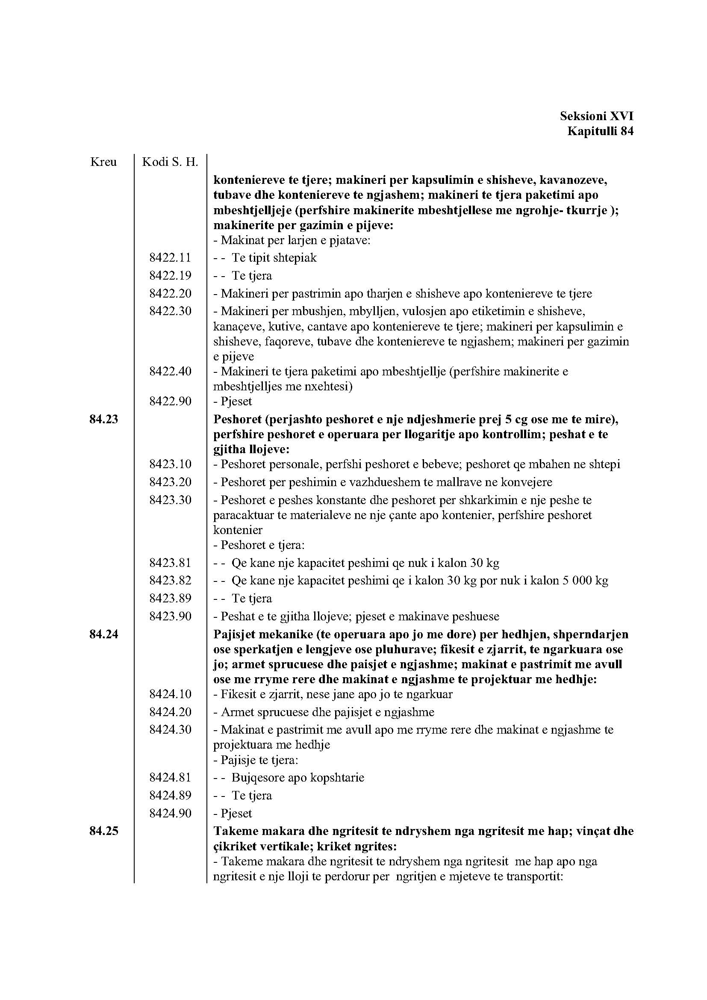 Seksioni XVI
Kapitulli 84
Kreu Kodi S. H.
konteniereve te tjere; makineri per kapsulimin e shisheve, kavanozeve,
tubave dhe konteniereve te ngjashem; makineri te tjera paketimi apo
mbeshtjelljeje (perfshire makinerite mbeshtjellese me ngrohje- tkurrje );
makinerite per gazimin e pijeve:
- Makinat per larjen e pjatave:
8422.11 - - Te tipit shtepiak
8422.19 - - Te tjera
8422.20 - Makineri per pastrimin apo tharjen e shisheve apo konteniereve te tjere
8422.30 - Makineri per mbushjen, mbylljen, vulosjen apo etiketimin e shisheve,
kanaçeve, kutive, cantave apo konteniereve te tjere; makineri per kapsulimin e
shisheve, faqoreve, tubave dhe konteniereve te ngjashem; makineri per gazimin
e pijeve
8422.40 - Makineri te tjera paketimi apo mbeshtjellje (perfshire makinerite e
mbeshtjelljes me nxehtesi)
8422.90 - Pjeset
84.23 Peshoret (perjashto peshoret e nje ndjeshmerie prej 5 cg ose me te mire),
perfshire peshoret e operuara per llogaritje apo kontrollim; peshat e te
gjitha llojeve:
8423.10 - Peshoret personale, perfshi peshoret e bebeve; peshoret qe mbahen ne shtepi
8423.20 - Peshoret per peshimin e vazhdueshem te mallrave ne konvejere
8423.30 - Peshoret e peshes konstante dhe peshoret per shkarkimin e nje peshe te
paracaktuar te materialeve ne nje çante apo kontenier, perfshire peshoret
kontenier
- Peshoret e tjera:
8423.81 - - Qe kane nje kapacitet peshimi qe nuk i kalon 30 kg
8423.82 - - Qe kane nje kapacitet peshimi qe i kalon 30 kg por nuk i kalon 5 000 kg
8423.89 - - Te tjera
8423.90 - Peshat e te gjitha llojeve; pjeset e makinave peshuese
84.24 Pajisjet mekanike (te operuara apo jo me dore) per hedhjen, shperndarjen
ose sperkatjen e lengjeve ose pluhurave; fikesit e zjarrit, te ngarkuara ose
jo; armet sprucuese dhe paisjet e ngjashme; makinat e pastrimit me avull
ose me rryme rere dhe makinat e ngjashme te projektuar me hedhje:
8424.10 - Fikesit e zjarrit, nese jane apo jo te ngarkuar
8424.20 - Armet sprucuese dhe pajisjet e ngjashme
8424.30 - Makinat e pastrimit me avull apo me rryme rere dhe makinat e ngjashme te
projektuara me hedhje
- Pajisje te tjera:
8424.81 - - Bujqesore apo kopshtarie
8424.89 - - Te tjera
8424.90 - Pjeset
84.25 Takeme makara dhe ngritesit te ndryshem nga ngritesit me hap; vinçat dhe
çikriket vertikale; kriket ngrites:
- Takeme makara dhe ngritesit te ndryshem nga ngritesit me hap apo nga
ngritesit e nje lloji te perdorur per ngritjen e mjeteve te transportit: